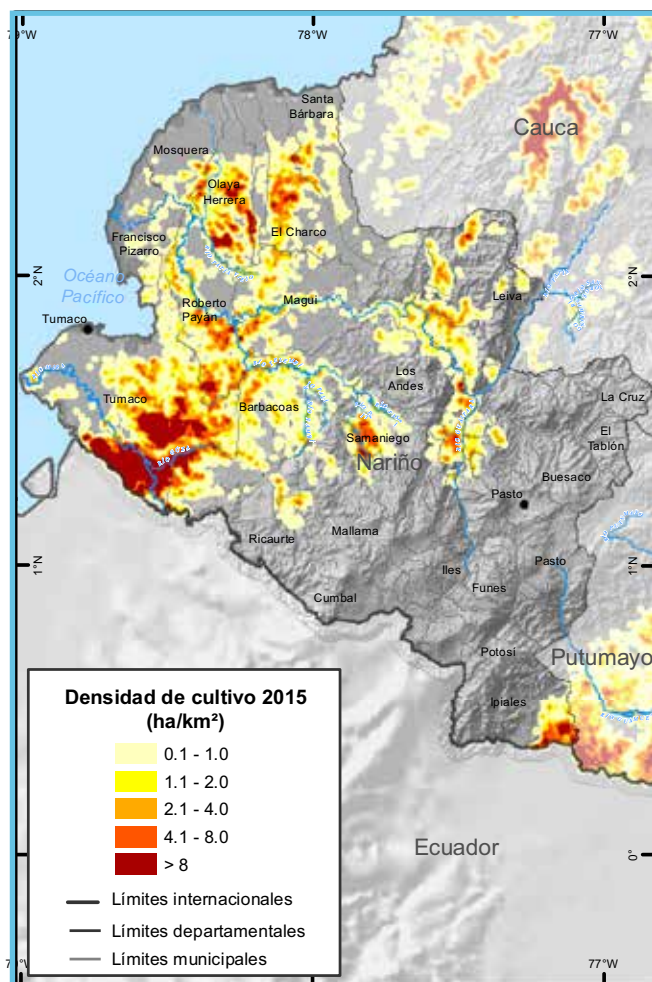 79°W
78°W
77°W
Santa
Bárbara
Cauca
Mosquera
Olaya
Herrera
El Charco
Francisco
Pizarro
2°N
2°N
Océano
Pacífico
Leiva
Magui
Roberto
Payán
Tumaco
Los
Andes
La Cruz
Tumaco
Barbacoas
El
Tablón
Samaniego
Nariño
Buesaco
Pasto
Mallama
Ricaurte
1°N
Pasto
1°N
Iles
Funes
Cumbal
Potosi
Putumayo
Ipiales
Densidad de cultivo 2015
(ha/km²)
0.1 - 1.0
1.1 - 2.0
2.1 - 4.0
4.1 - 8.0
> 8
Ecuador
0°
Límites internacionales
Límites departamentales
Límites municipales
78°W
77°W